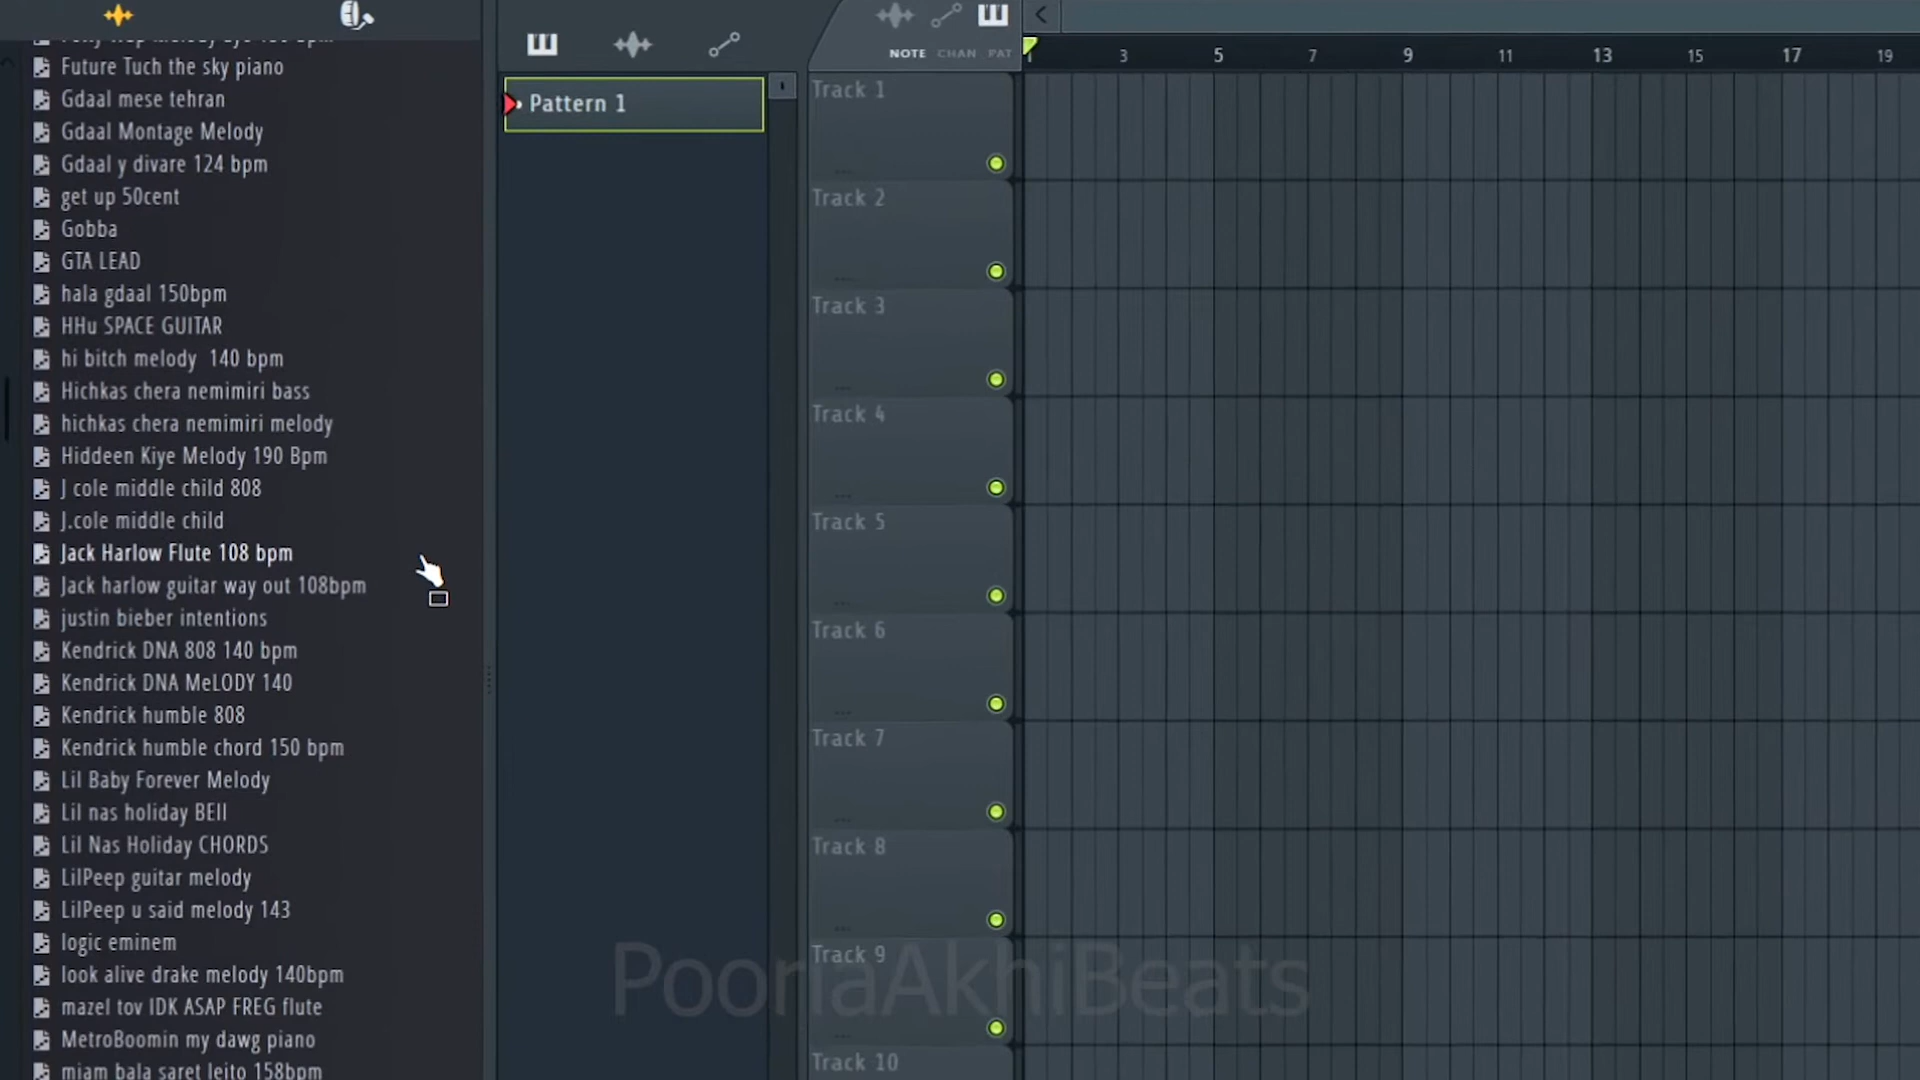 Future Tuch the sky piano
Gdaal mese tehran
Gdaal Montage Melody
Gdaal y divare 124 bpm
get up 50cent
Gobba
GTA LEAD
hala gdaal 150bpm
HHu SPACE GUITAR
hi bitch melody  140 bpm
Hichkas chera nemimiri bass
hichkas chera nemimiri melody
Hiddeen Kiye Melody 190 Bpm
J cole middle child 808
J.cole middle child
Jack Harlow Flute 108 bpm
Jack harlow guitar way out 108bpm
justin bieber intentions
Kendrick DNA 808 140 bpm
Kendrick DNA MeLODY 140
Kendrick humble 808
Kendrick humble chord 150 bpm
Lil Baby Forever Melody
Lil nas holiday BEll
Lil Nas Holiday CHORDS
LilPeep guitar melody
LilPeep u said melody 143
logic eminem
look alive drake melody 140bpm
mazel tov IDK ASAP FREG flute
MetroBoomin my dawg piano
miam bala saret leito 158bpm
Pattern 1
NOTE CHAN PAT
1 3 5 7 9 11 13 15 17 19
Track 1
Track 2
Track 3
Track 4
Track 5
Track 6
Track 7
Track 8
Track 9
Track 10
PooriaAkhiBeats